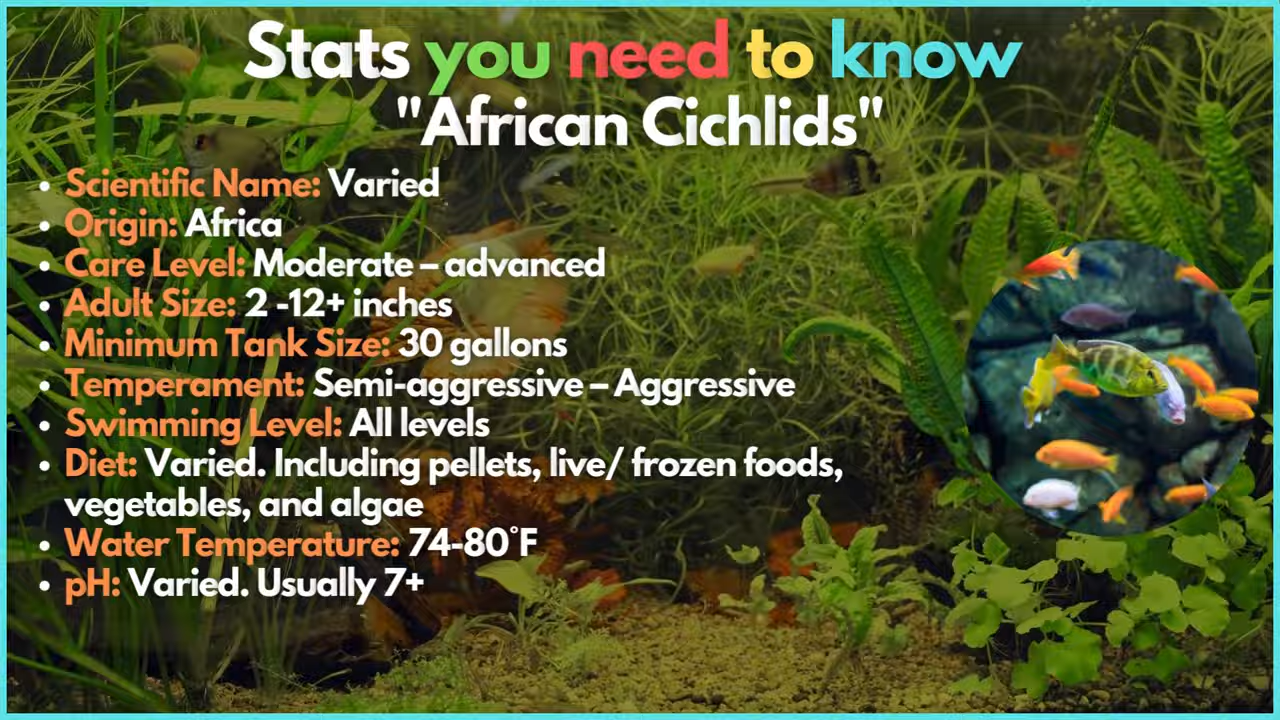 Stats you need to know
"African Cichlids"
• Scientific Name: Varied
• Origin: Africa
• Care Level: Moderate – advanced
• Adult Size: 2 -12+ inches
• Minimum Tank Size: 30 gallons
• Temperament: Semi-aggressive – Aggressive
• Swimming Level: All levels
• Diet: Varied. Including pellets, live/ frozen foods,
vegetables, and algae
• Water Temperature: 74-80°F
• pH: Varied. Usually 7+